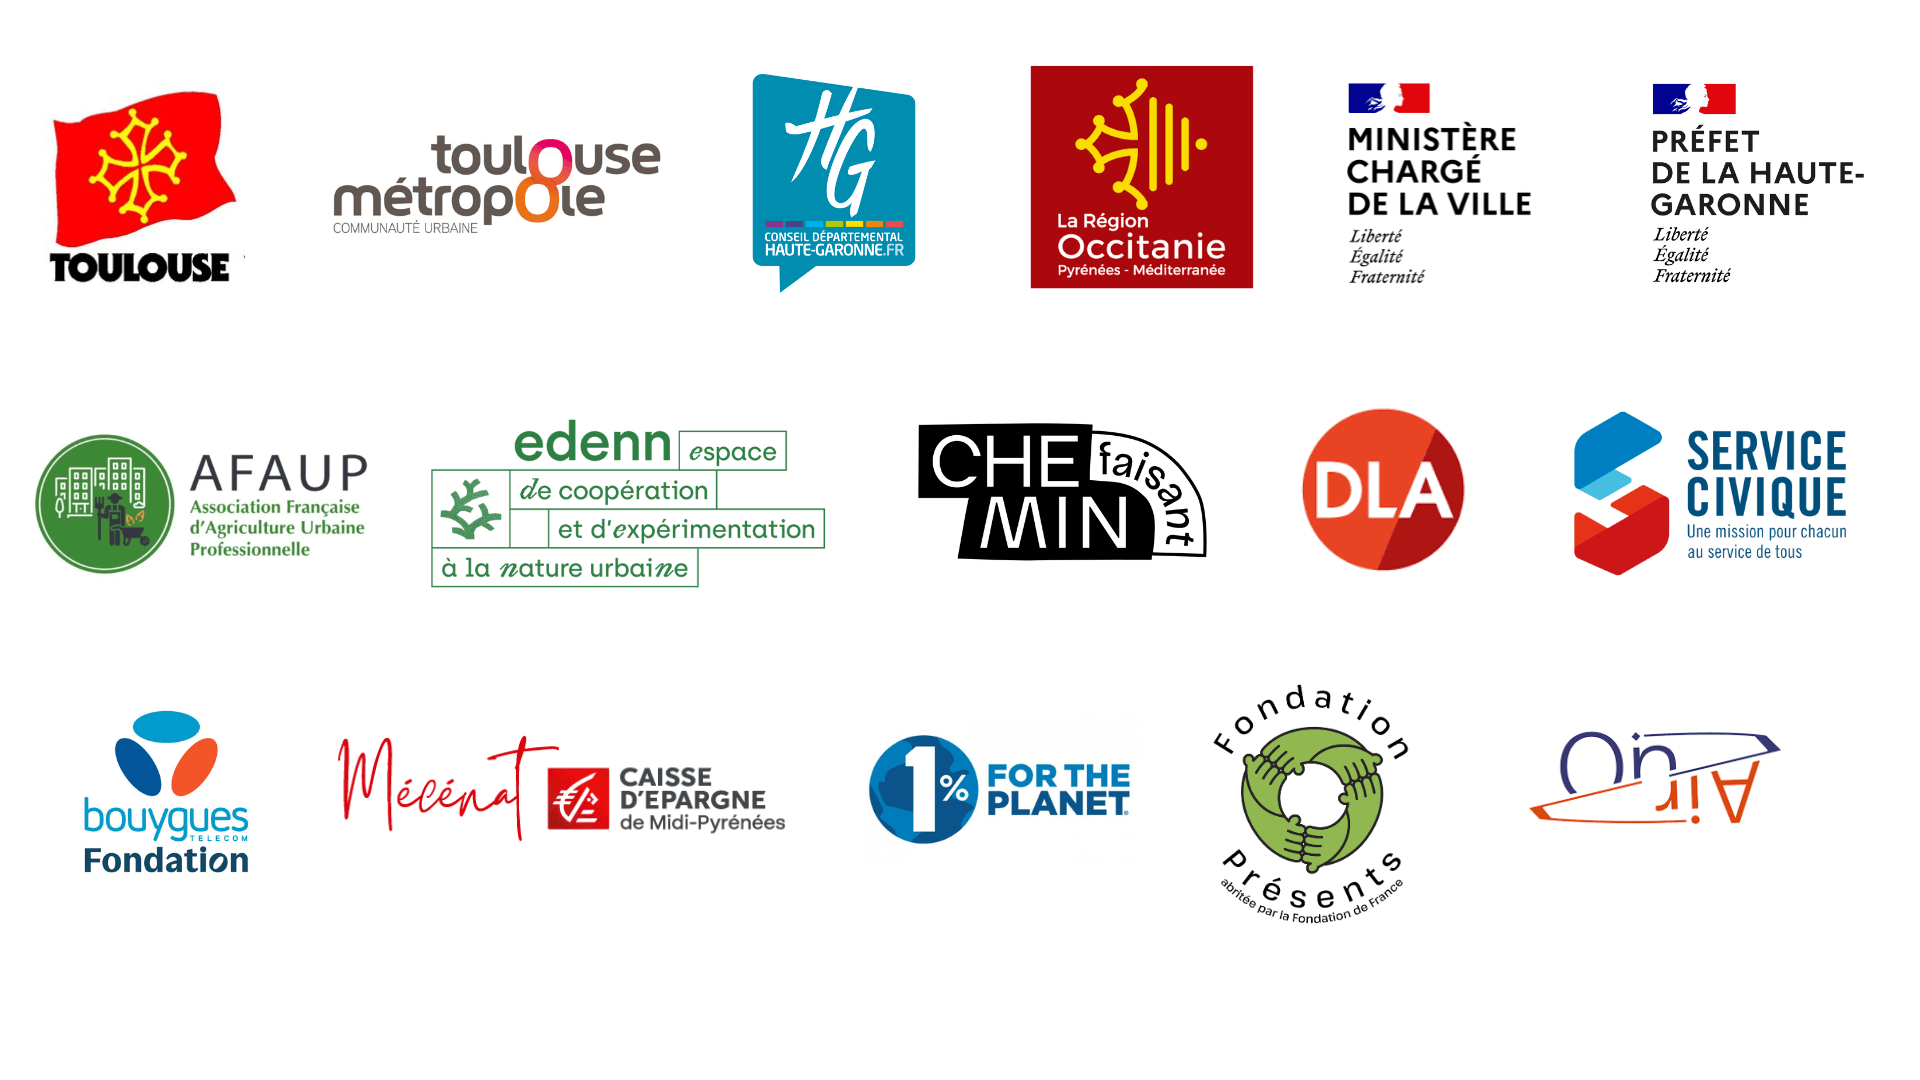 TOULOUSE
toulouse
métropole
COMMUNAUTÉ URBAINE
HG
CONSEIL DÉPARTEMENTAL
HAUTE-GARONNE.FR
La Région
Occitanie
Pyrénées - Méditerranée
MINISTÈRE
CHARGÉ
DE LA VILLE
Liberté
Égalité
Fraternité
PRÉFET
DE LA HAUTE-
GARONNE
Liberté
Égalité
Fraternité
AFAUP
Association Française
d'Agriculture Urbaine
Professionnelle
edenn espace
de coopération
et d'expérimentation
à la nature urbaine
CHE
MIN
faisant
DLA
SERVICE
CIVIQUE
Une mission pour chacun
au service de tous
bouygues
TELECOM
Fondation
Mécénat
CAISSE
D'EPARGNE
de Midi-Pyrénées
1%
FOR THE
PLANET®
Fondation
Présents
abritée par la Fondation de France
On
Air